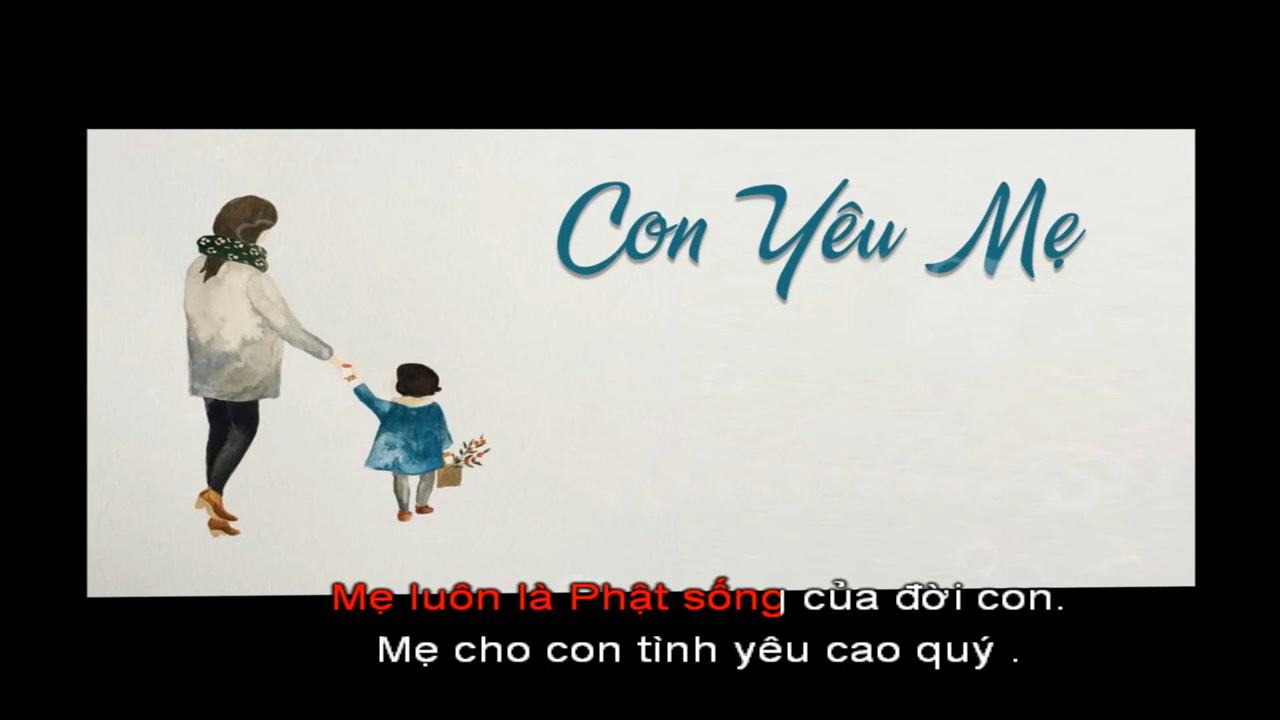 Con Yêu Mẹ
Mẹ luôn là Phật sống của đời con.
Mẹ cho con tình yêu cao quý .